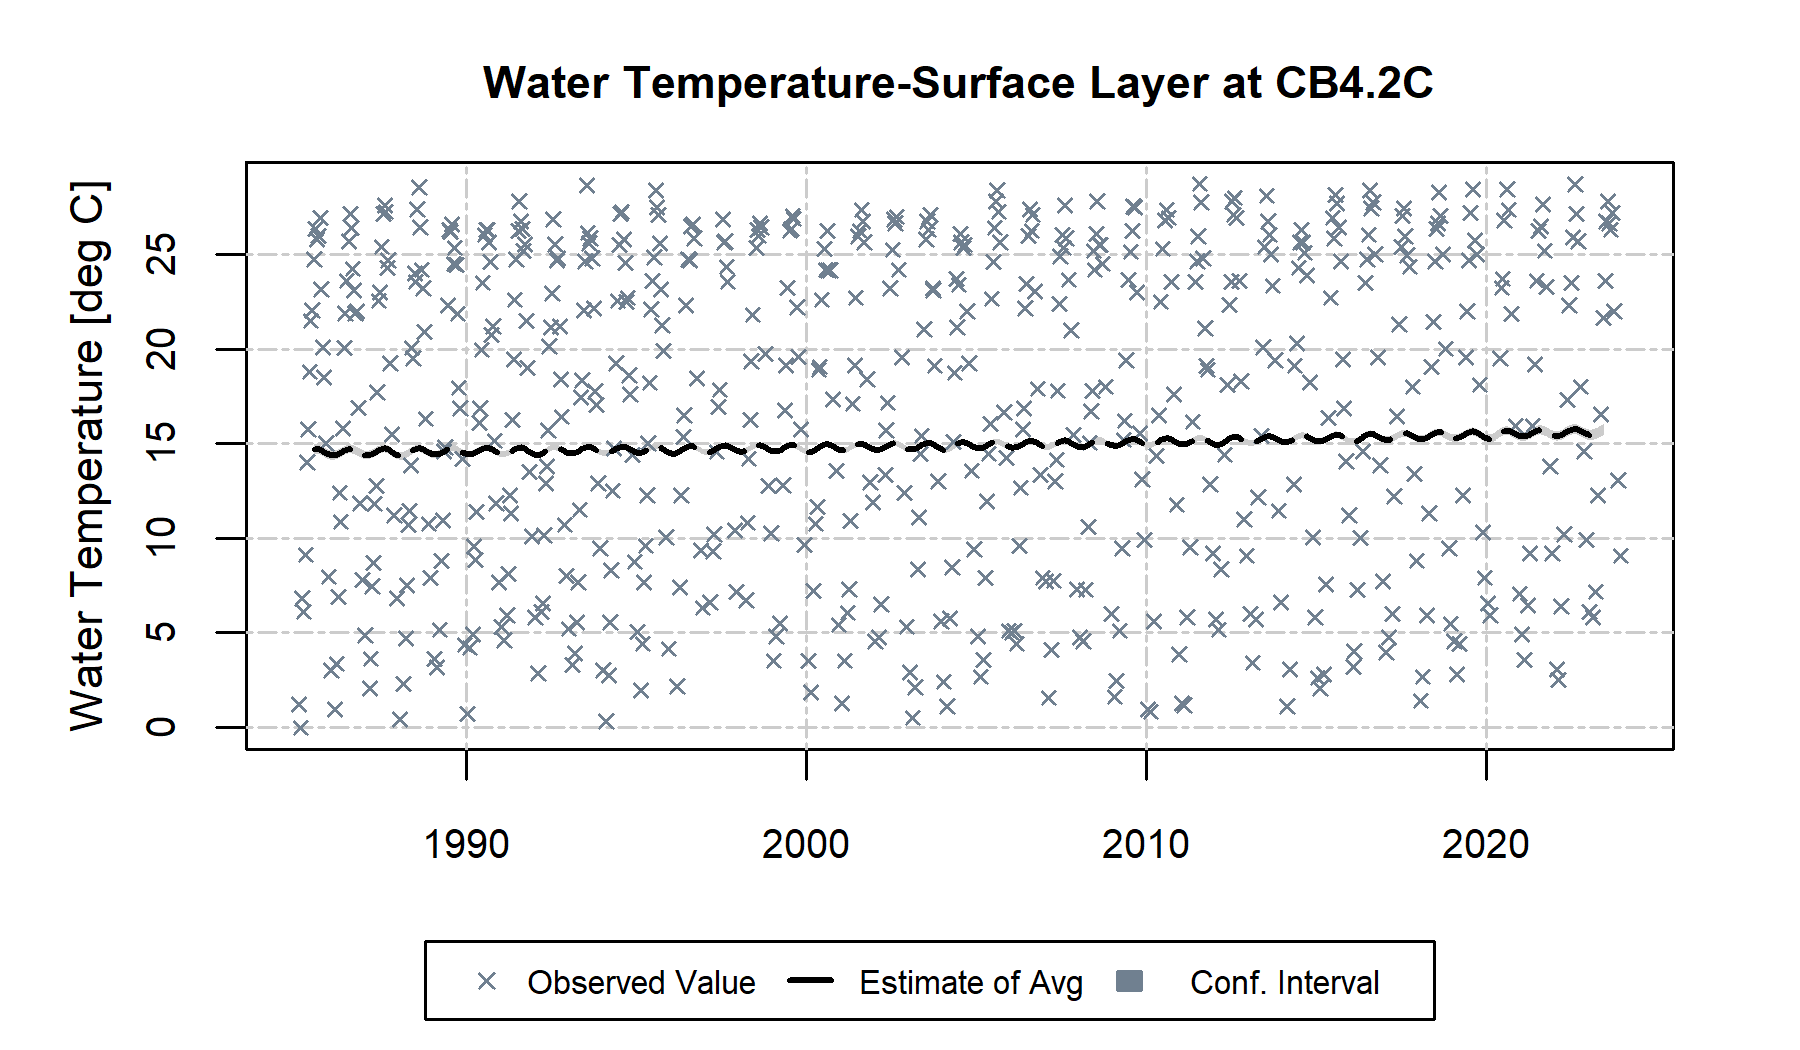 Water Temperature-Surface Layer at CB4.2C
Water Temperature [deg C]
25
20
15
10
5
0
1990 2000 2010 2020
Observed Value Estimate of Avg Conf. Interval